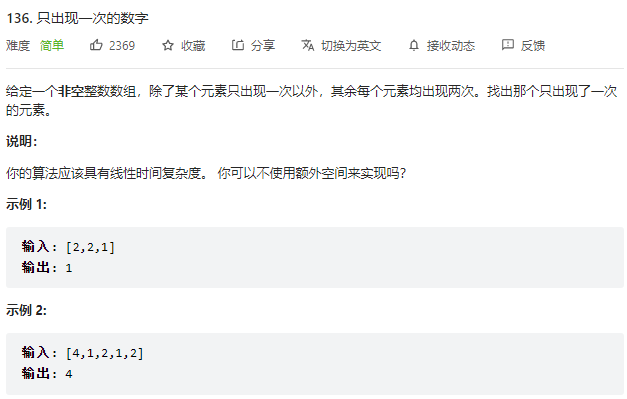 136. 只出现一次的数字
难度 简单 2369 收藏 分享 切换为英文 接收动态 反馈
给定一个非空整数数组，除了某个元素只出现一次以外，其余每个元素均出现两次。找出那个只出现了一次
的元素。
说明：
你的算法应该具有线性时间复杂度。 你可以不使用额外空间来实现吗？
示例 1:
输入: [2,2,1]
输出: 1
示例 2:
输入: [4,1,2,1,2]
输出: 4